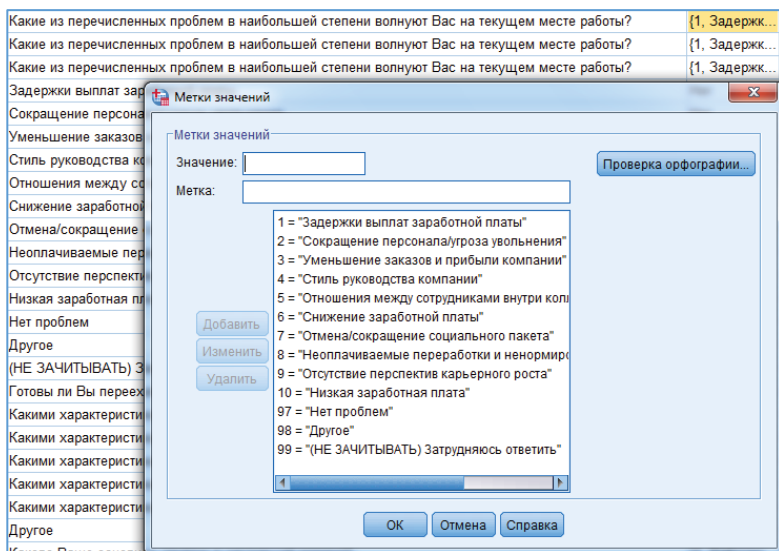 Какие из перечисленных проблем в наибольшей степени волнуют Вас на текущем месте работы? {1, Задержк...
Какие из перечисленных проблем в наибольшей степени волнуют Вас на текущем месте работы? {1, Задержк...
Какие из перечисленных проблем в наибольшей степени волнуют Вас на текущем месте работы? {1, Задержк...
Задержки выплат зар
Сокращение персона
Уменьшение заказов
Стиль руководства ко
Отношения между со
Снижение заработной
Отмена/сокращение
Неоплачиваемые пер
Отсутствие перспекти
Низкая заработная пл
Нет проблем
Другое
(НЕ ЗАЧИТЫВАТЬ) З
Готовы ли Вы переех
Какими характеристи
Какими характеристи
Какими характеристи
Какими характеристи
Какими характеристи
Другое
Метки значений
Метки значений
Значение:
Проверка орфографии...
Метка:
1 = "Задержки выплат заработной платы"
2 = "Сокращение персонала/угроза увольнения"
3 = "Уменьшение заказов и прибыли компании"
4 = "Стиль руководства компании"
5 = "Отношения между сотрудниками внутри кол
6 = "Снижение заработной платы"
7 = "Отмена/сокращение социального пакета"
8 = "Неоплачиваемые переработки и ненормиро
9 = "Отсутствие перспектив карьерного роста"
10 = "Низкая заработная плата"
97 = "Нет проблем"
98 = "Другое"
99 = "(НЕ ЗАЧИТЫВАТЬ) Затрудняюсь ответить"
Добавить
Изменить
Удалить
ОК
Отмена
Справка